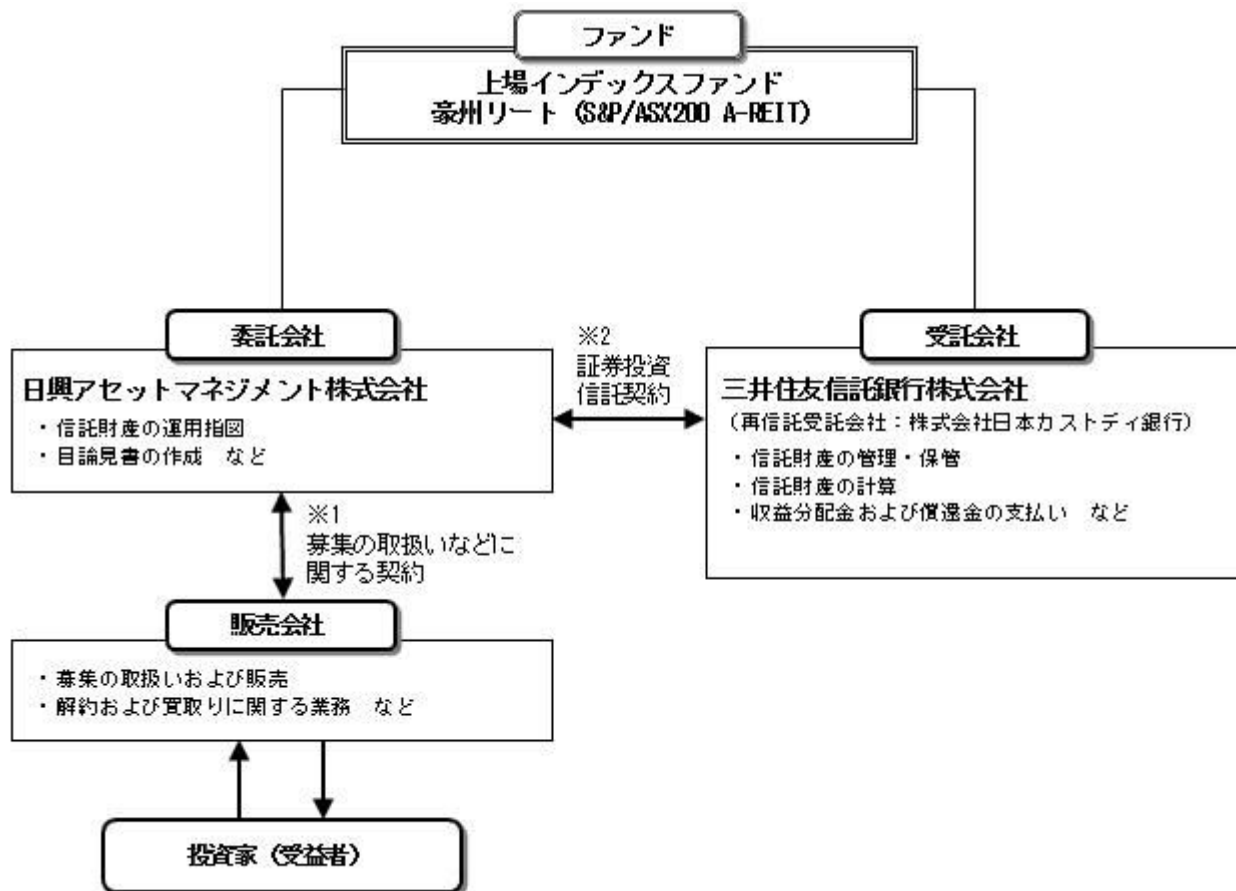 ファンド
上場インデックスファンド
豪州リート (S&P/ASX200 A-REIT)
委託会社
日興アセットマネジメント株式会社
・信託財産の運用指図
・目論見書の作成　など
※2
証券投資
信託契約
受託会社
三井住友信託銀行株式会社
（再信託受託会社：株式会社日本カストディ銀行）
・信託財産の管理・保管
・信託財産の計算
・収益分配金および償還金の支払い　など
※1
募集の取扱いなどに
関する契約
販売会社
・募集の取扱いおよび販売
・解約および買取りに関する業務　など
投資家（受益者）